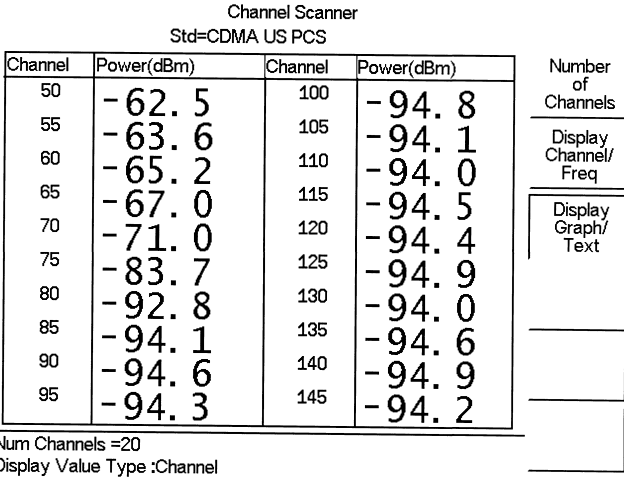 Channel Scanner
Std=CDMA US PCS
Channel Power(dBm) Channel Power(dBm)
50 -62.5 100 -94.8
55 -63.6 105 -94.1
60 -65.2 110 -94.0
65 -67.0 115 -94.5
70 -71.0 120 -94.4
75 -83.7 125 -94.9
80 -92.8 130 -94.0
85 -94.1 135 -94.6
90 -94.6 140 -94.9
95 -94.3 145 -94.2
Num Channels =20
Display Value Type :Channel
Number
of
Channels
Display
Channel/
Freq
Display
Graph/
Text